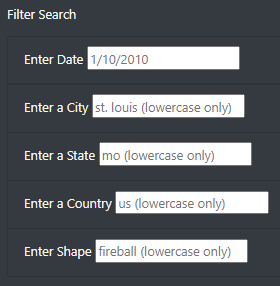 Filter Search
Enter Date 1/10/2010
Enter a City st. louis (lowercase only)
Enter a State mo (lowercase only)
Enter a Country us (lowercase only)
Enter Shape fireball (lowercase only)